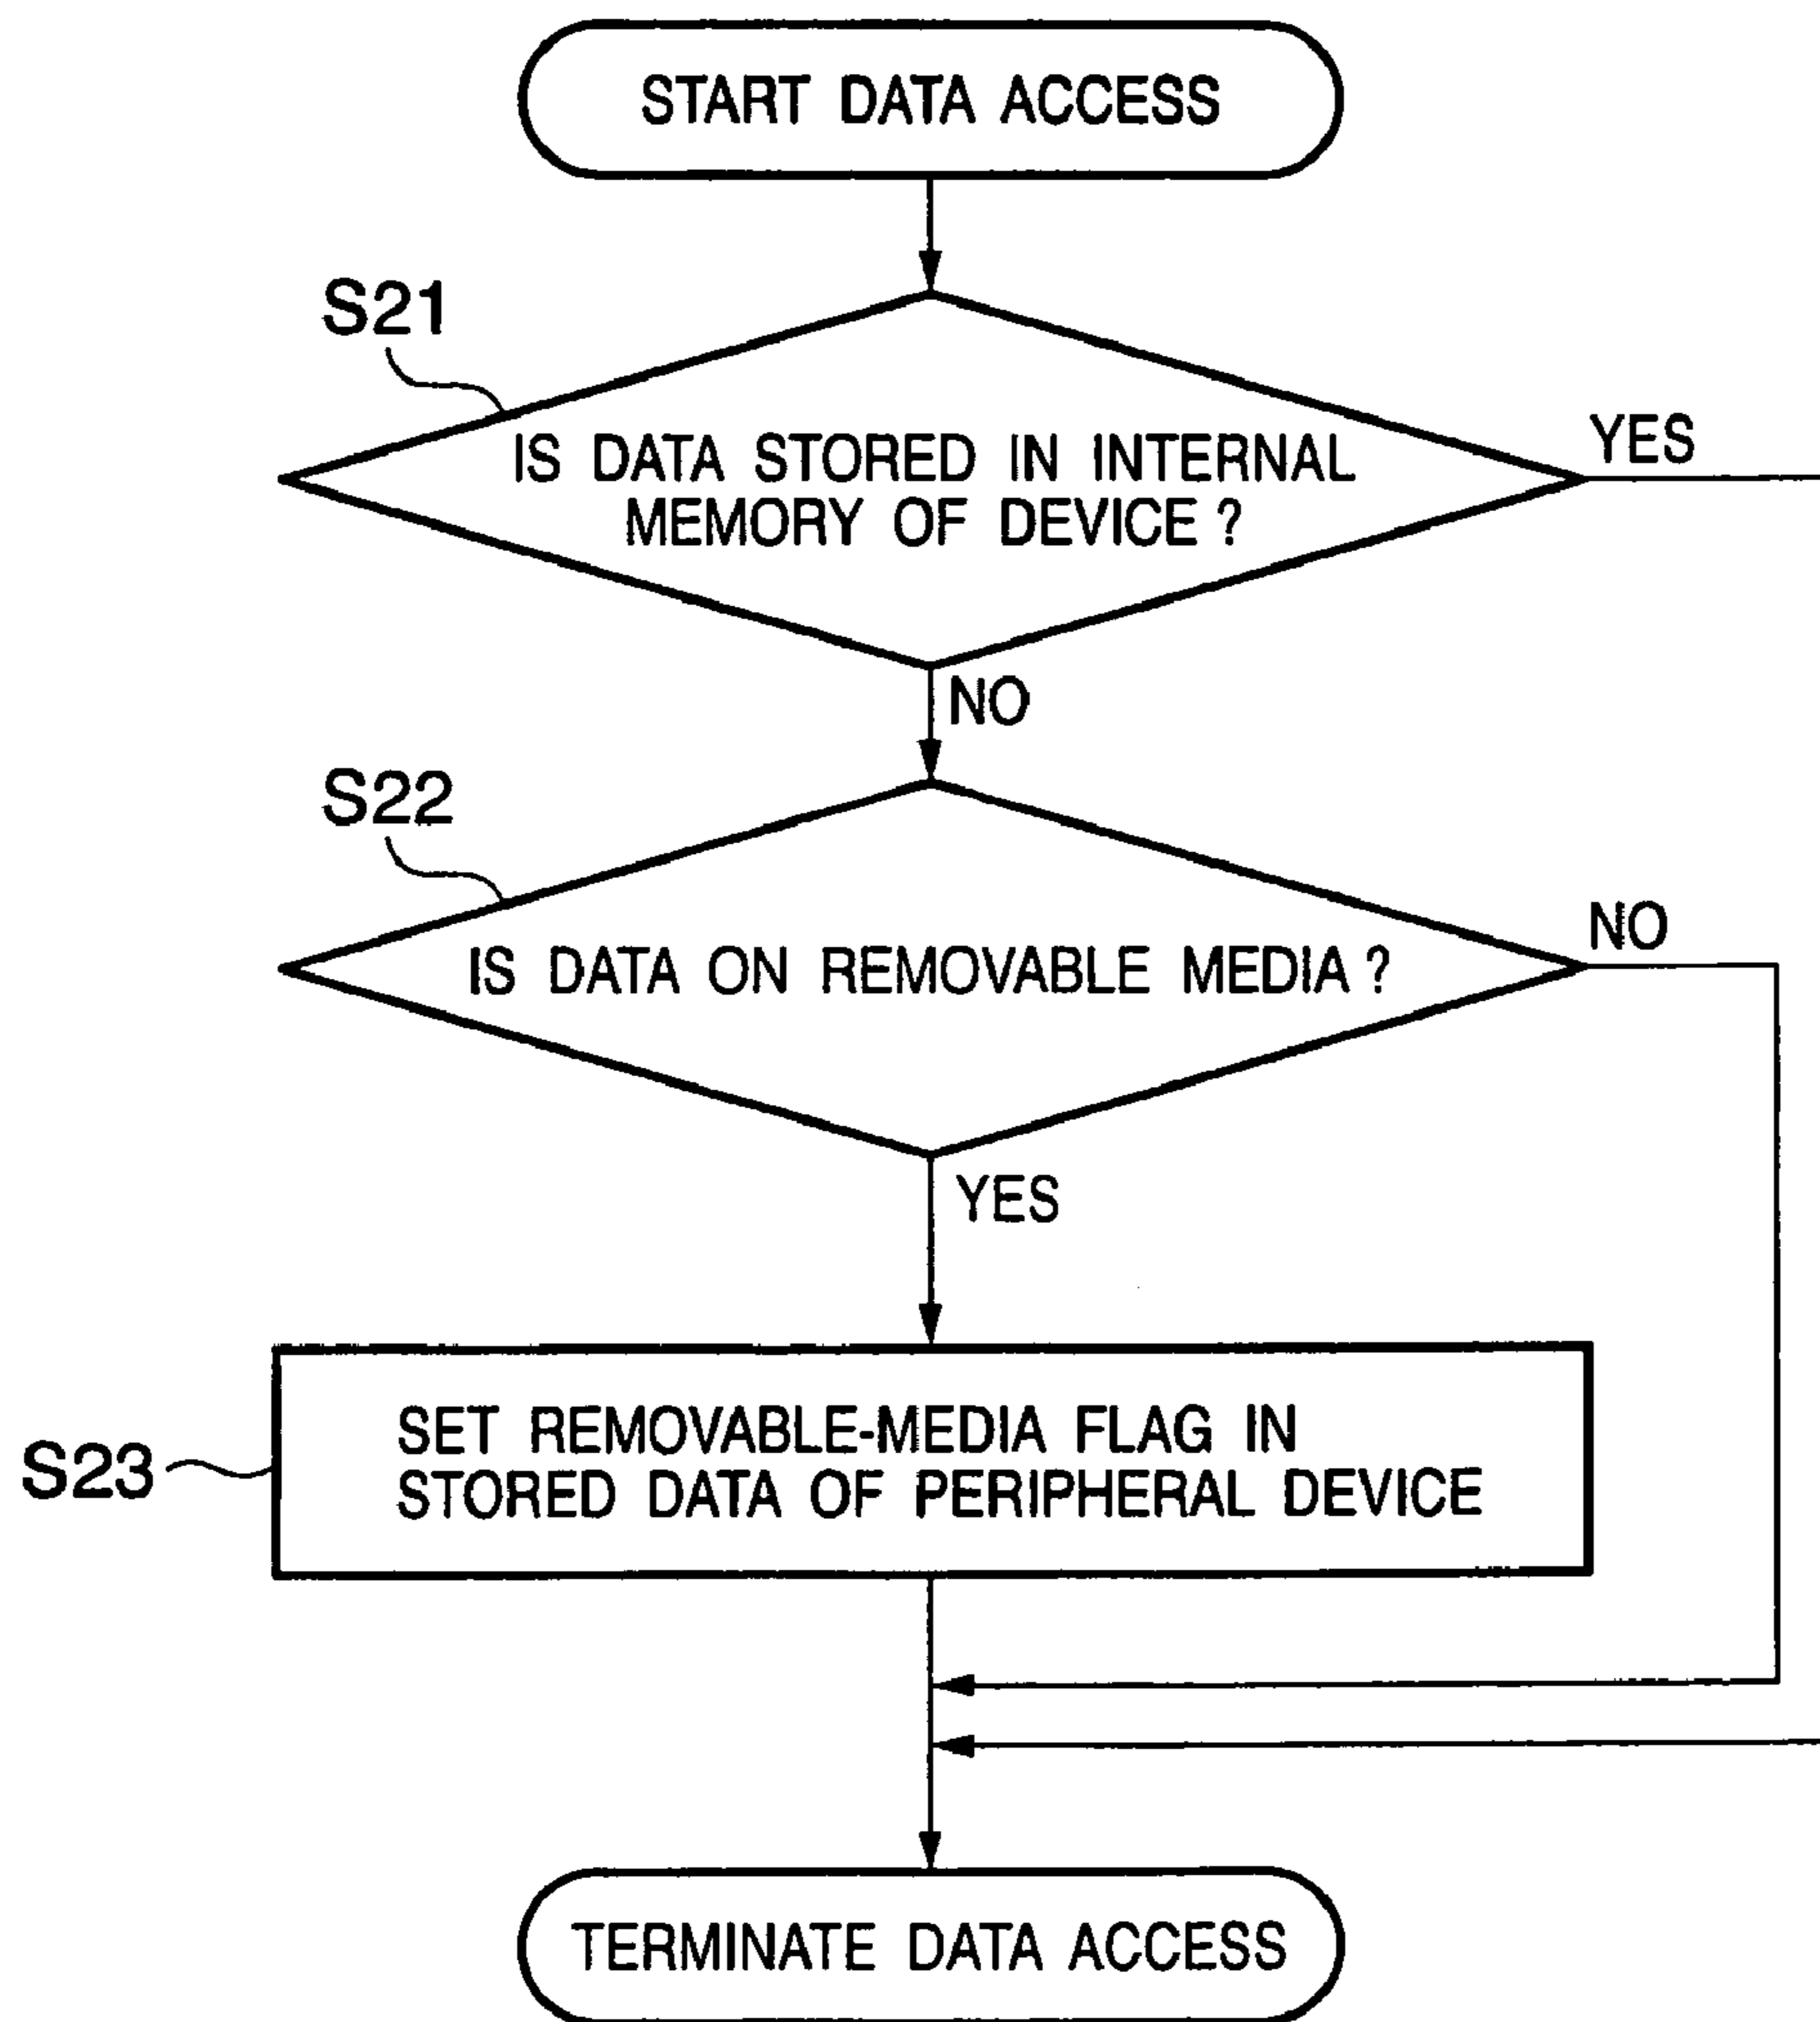 START DATA ACCESS
S21
IS DATA STORED IN INTERNAL
MEMORY OF DEVICE ?
YES
NO
S22
IS DATA ON REMOVABLE MEDIA ?
NO
YES
S23
SET REMOVABLE-MEDIA FLAG IN
STORED DATA OF PERIPHERAL DEVICE
TERMINATE DATA ACCESS